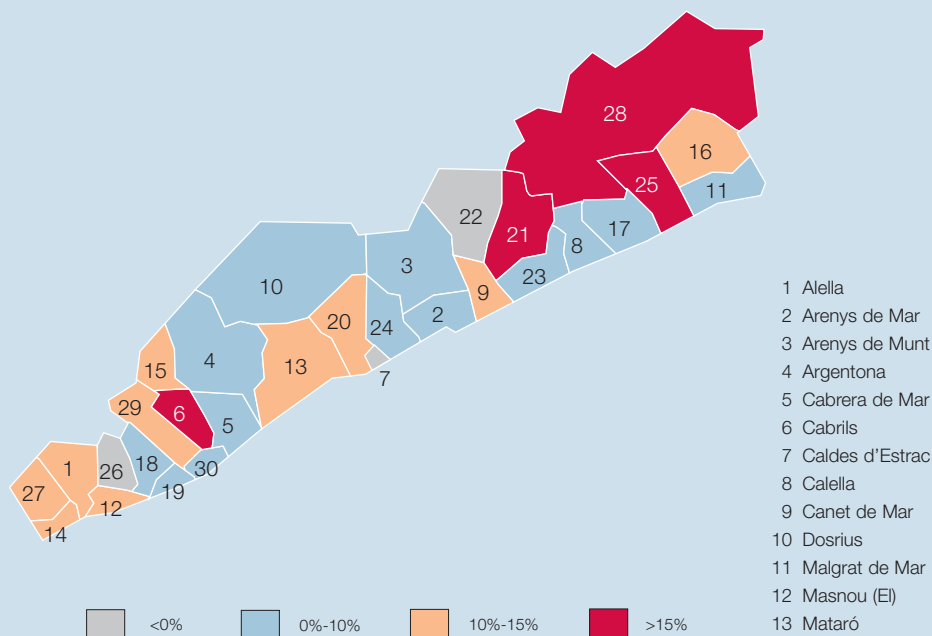 28
16
25
11
22
21
17
8
3
23
10
9
20
2
24
4
13
7
15
6
29
5
1
26
18
30
27
19
12
14
1 Alella
2 Arenys de Mar
3 Arenys de Munt
4 Argentona
5 Cabrera de Mar
6 Cabrils
7 Caldes d'Estrac
8 Calella
9 Canet de Mar
10 Dosrius
11 Malgrat de Mar
12 Masnou (El)
13 Mataró
<0% 0%-10% 10%-15% >15%